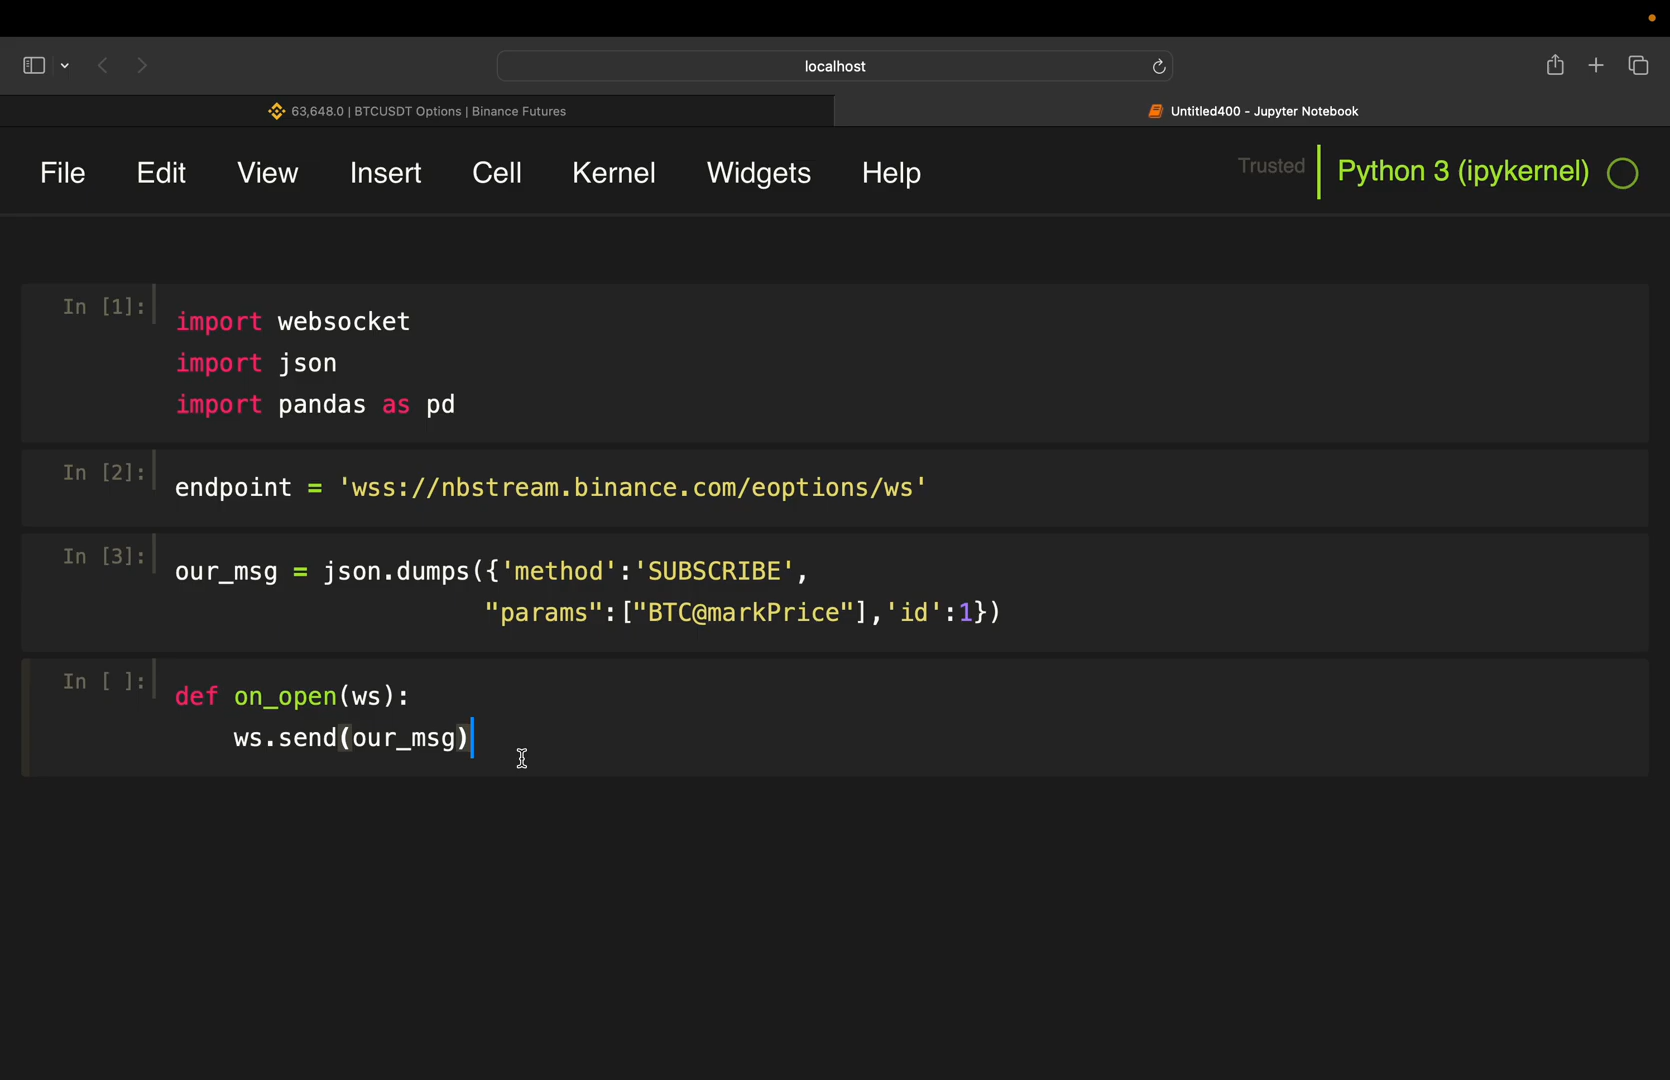 localhost
63,648.0 | BTCUSDT Options | Binance Futures
Untitled400 - Jupyter Notebook
File Edit View Insert Cell Kernel Widgets Help Trusted Python 3 (ipykernel)
In [1]:
import websocket
import json
import pandas as pd
In [2]:
endpoint = 'wss://nbstream.binance.com/eoptions/ws'
In [3]:
our_msg = json.dumps({'method':'SUBSCRIBE',
"params":["BTC@markPrice"],'id':1})
In [ ]:
def on_open(ws):
ws.send(our_msg)